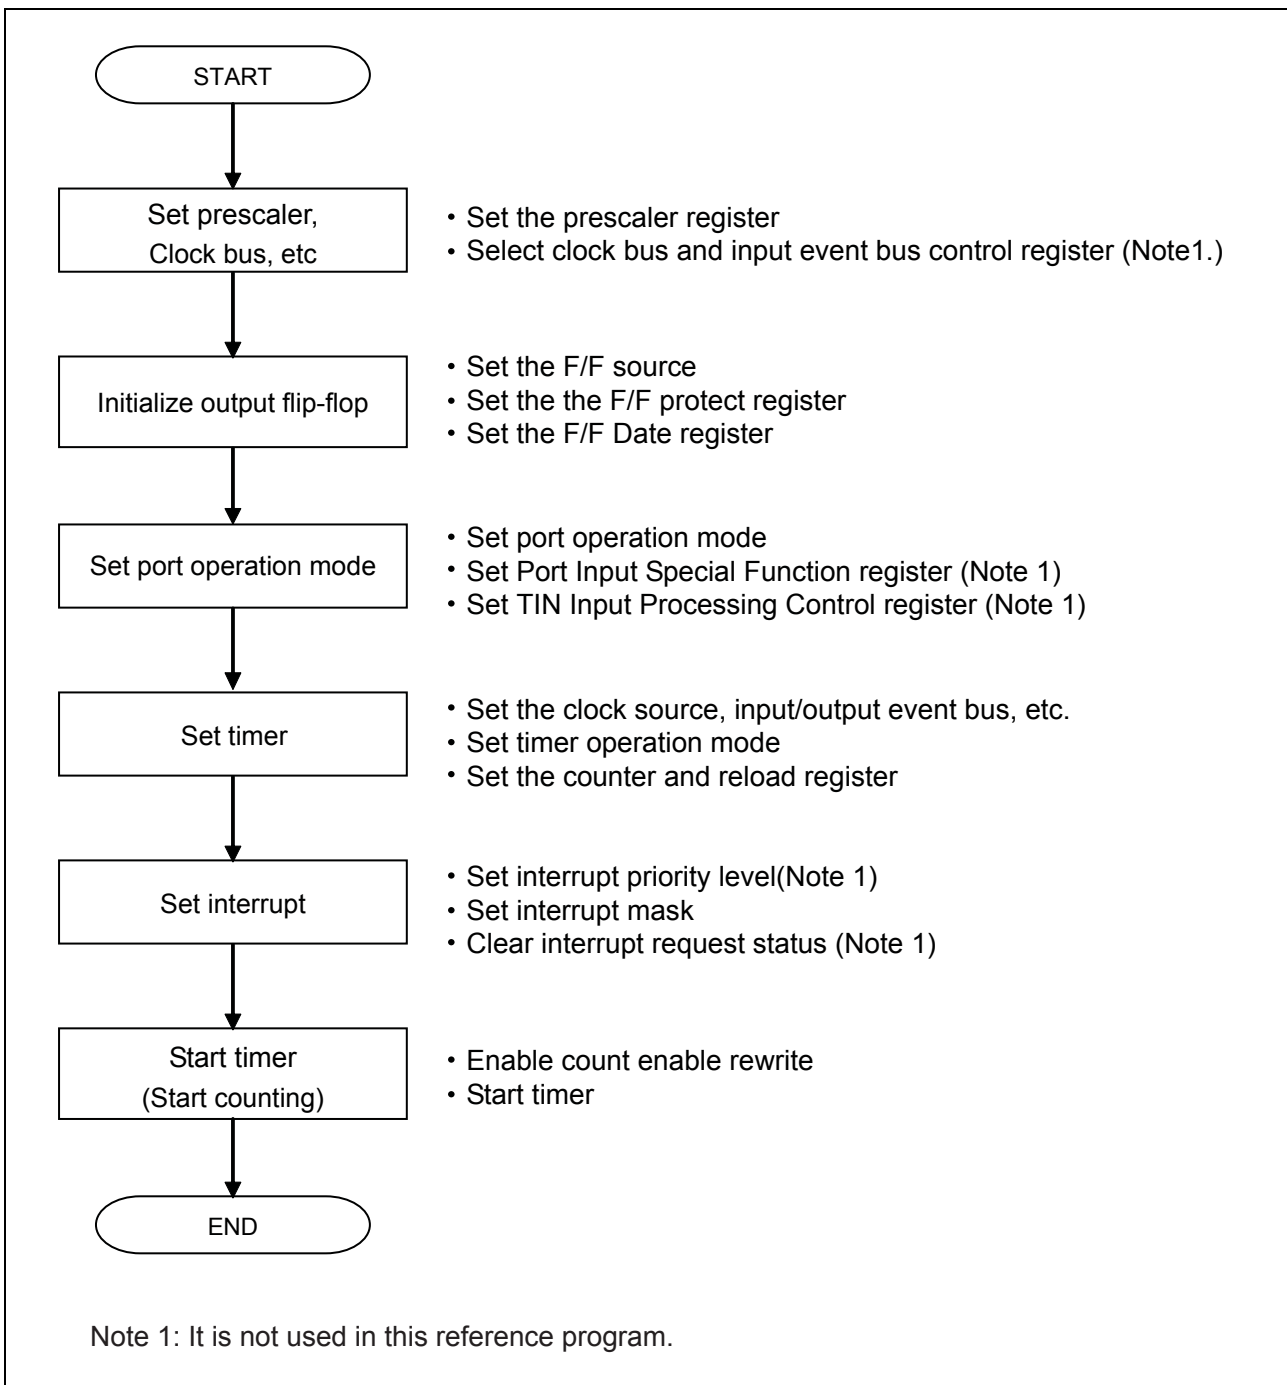 START
Set prescaler,
Clock bus, etc
・Set the prescaler register
・Select clock bus and input event bus control register (Note1.)
Initialize output flip-flop
・Set the F/F source
・Set the the F/F protect register
・Set the F/F Date register
Set port operation mode
・Set port operation mode
・Set Port Input Special Function register (Note 1)
・Set TIN Input Processing Control register (Note 1)
Set timer
・Set the clock source, input/output event bus, etc.
・Set timer operation mode
・Set the counter and reload register
Set interrupt
・Set interrupt priority level(Note 1)
・Set interrupt mask
・Clear interrupt request status (Note 1)
Start timer
(Start counting)
・Enable count enable rewrite
・Start timer
END
Note 1: It is not used in this reference program.